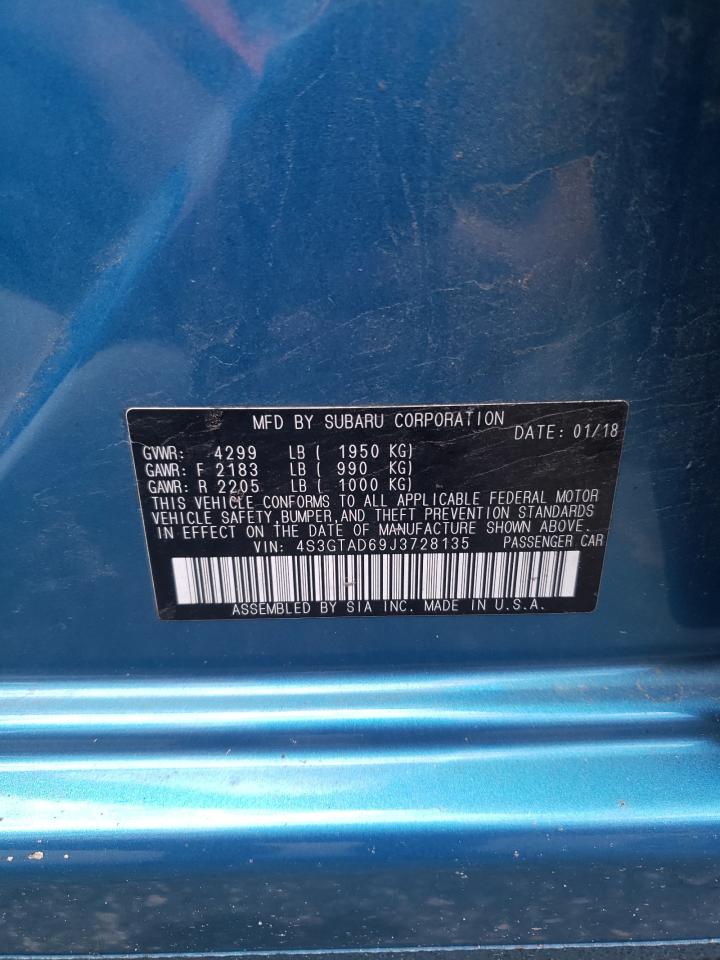 MFD BY SUBARU CORPORATION DATE: 01/18
GVWR: 4299 LB ( 1950 KG)
GAWR: F 2183 LB ( 990 KG)
GAWR: R 2205 LB ( 1000 KG)
THIS VEHICLE CONFORMS TO ALL APPLICABLE FEDERAL MOTOR
VEHICLE SAFETY,BUMPER,AND THEFT PREVENTION STANDARDS
IN EFFECT ON THE DATE OF MANUFACTURE SHOWN ABOVE.
VIN: 4S3GTAD69J3728135 PASSENGER CAR
ASSEMBLED BY SIA INC. MADE IN U.S.A.